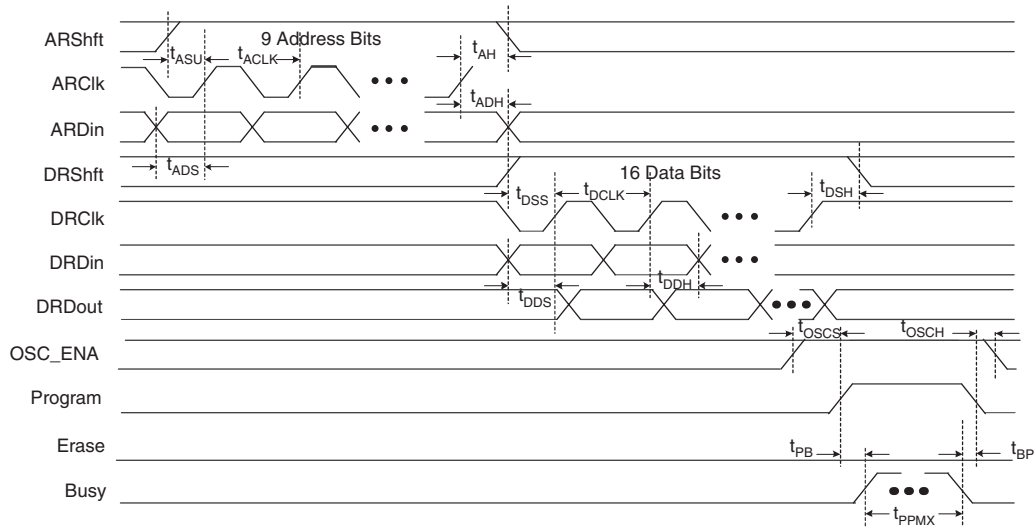 ARShft
9 Address Bits
tASU
tACLK
tAH
ARClk
tADH
ARDin
tADS
DRShft
16 Data Bits
tDSS
tDCLK
tDSH
DRClk
DRDin
tDDS
tDDH
DRDout
tOSCS
tOSCH
OSC_ENA
Program
Erase
tPB
tBP
Busy
tPPMX